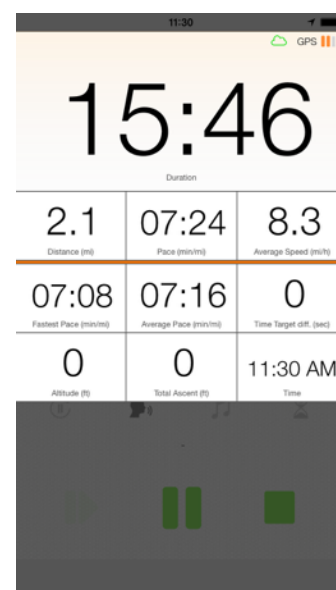 11:30
GPS
15:46
Duration
2.1 07:24 8.3
Distance (mi) Pace (min/mi) Average Speed (mi/h)
07:08 07:16 0
Fastest Pace (min/mi) Average Pace (min/mi) Time Target diff. (sec)
0 0 11:30 AM
Altitude (ft) Total Ascent (ft) Time